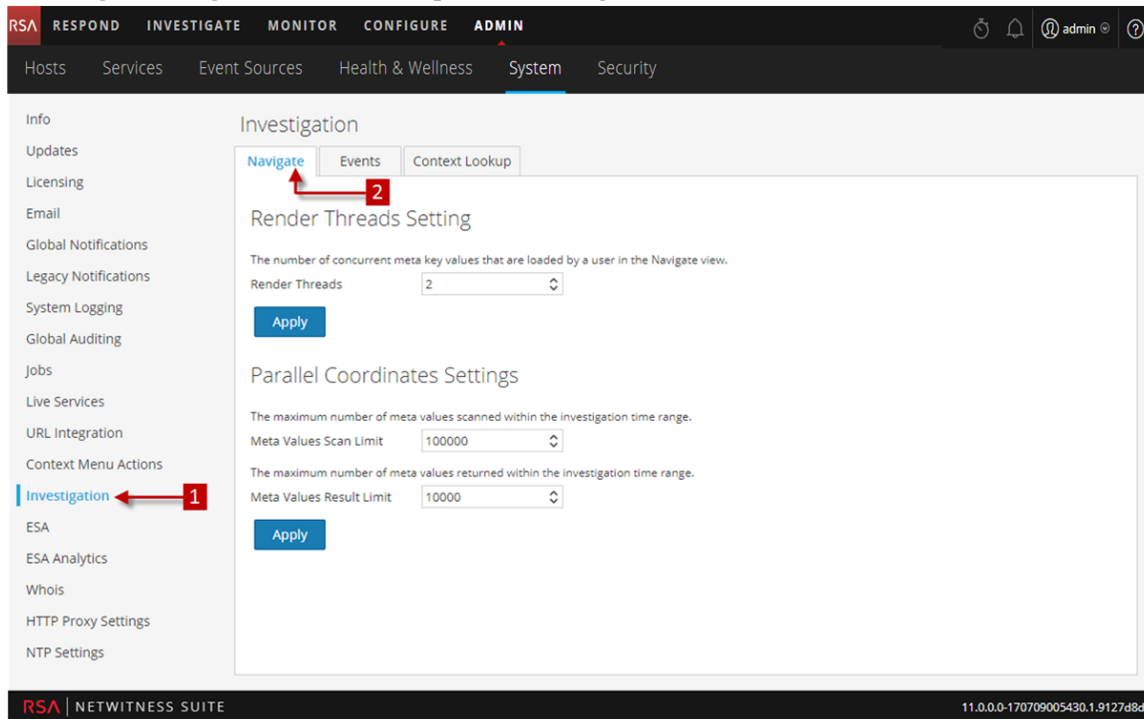 RSA RESPOND INVESTIGATE MONITOR CONFIGURE ADMIN admin ?
Hosts Services Event Sources Health & Wellness System Security
Info
Updates
Licensing
Email
Global Notifications
Legacy Notifications
System Logging
Global Auditing
Jobs
Live Services
URL Integration
Context Menu Actions
Investigation 1
ESA
ESA Analytics
Whois
HTTP Proxy Settings
NTP Settings
Investigation
Navigate Events Context Lookup
2
Render Threads Setting
The number of concurrent meta key values that are loaded by a user in the Navigate view.
Render Threads 2
Apply
Parallel Coordinates Settings
The maximum number of meta values scanned within the investigation time range.
Meta Values Scan Limit 100000
The maximum number of meta values returned within the investigation time range.
Meta Values Result Limit 10000
Apply
RSA | NETWITNESS SUITE 11.0.0.0-170709005430.1.9127d8d